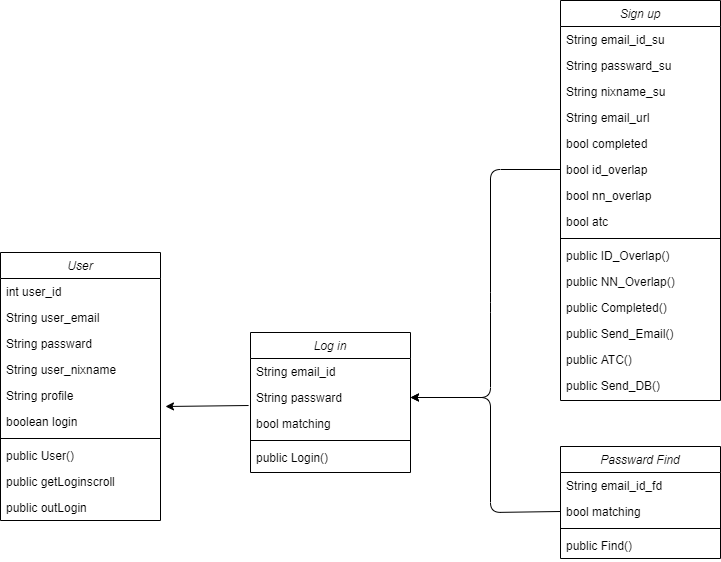 Sign up
String email_id_su
String passward_su
String nixname_su
String email_url
bool completed
bool id_overlap
bool nn_overlap
bool atc
public ID_Overlap()
public NN_Overlap()
public Completed()
public Send_Email()
public ATC()
public Send_DB()
User
int user_id
String user_email
String passward
String user_nixname
String profile
boolean login
public User()
public getLoginscroll
public outLogin
Log in
String email_id
String passward
bool matching
public Login()
Passward Find
String email_id_fd
bool matching
public Find()